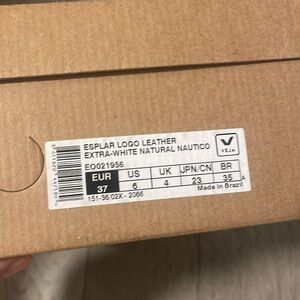 ESPLAR LOGO LEATHER
EXTRA-WHITE NATURAL NAUTICO
VEJA
EO021956
EUR US UK JPN/CN BR
37 6 4 23 35 A
151-36.02X - 2066
Made in Brazil